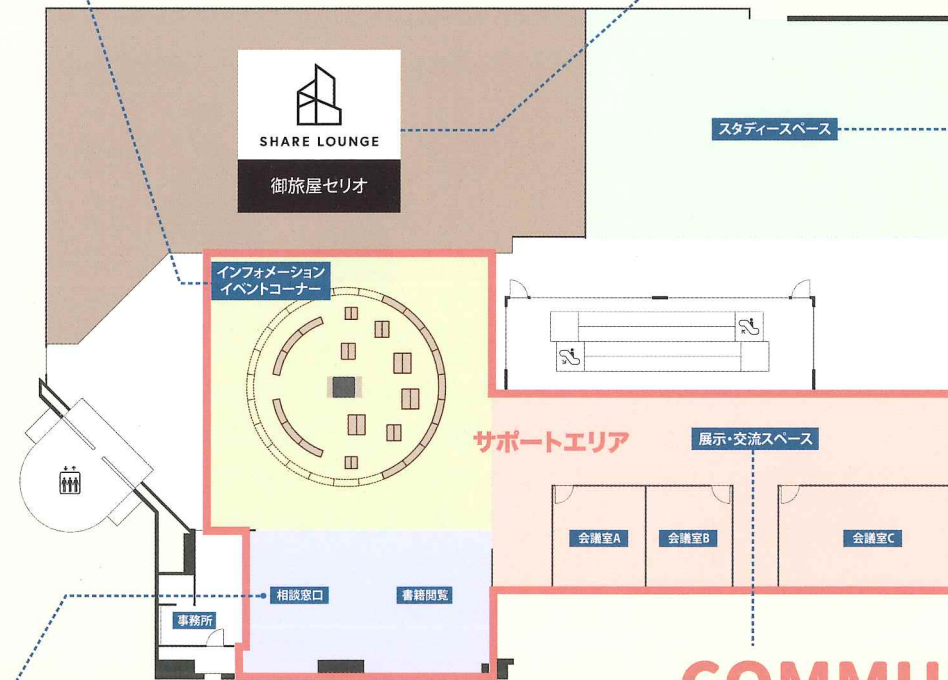 SHARE LOUNGE
御旅屋セリオ
スタディースペース
インフォメーション
イベントコーナー
サポートエリア
展示・交流スペース
会議室A
会議室B
会議室C
相談窓口
書籍閲覧
事務所
COMMU